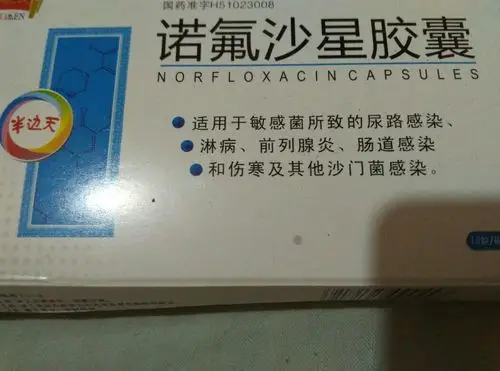 国药准字H51023008
诺氟沙星胶囊
NORFLOXACIN CAPSULES
半边天
适用于敏感菌所致的尿路感染、
淋病、前列腺炎、肠道感染
和伤寒及其他沙门菌感染。